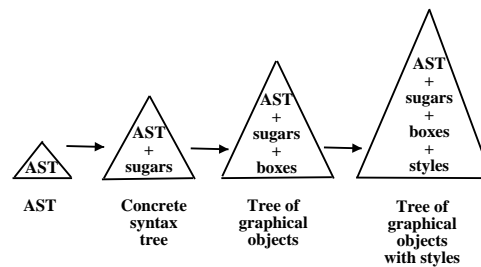 AST
AST
AST
+
sugars
Concrete
syntax
tree
AST
+
sugars
+
boxes
Tree of
graphical
objects
AST
+
sugars
+
boxes
+
styles
Tree of
graphical
objects
with styles